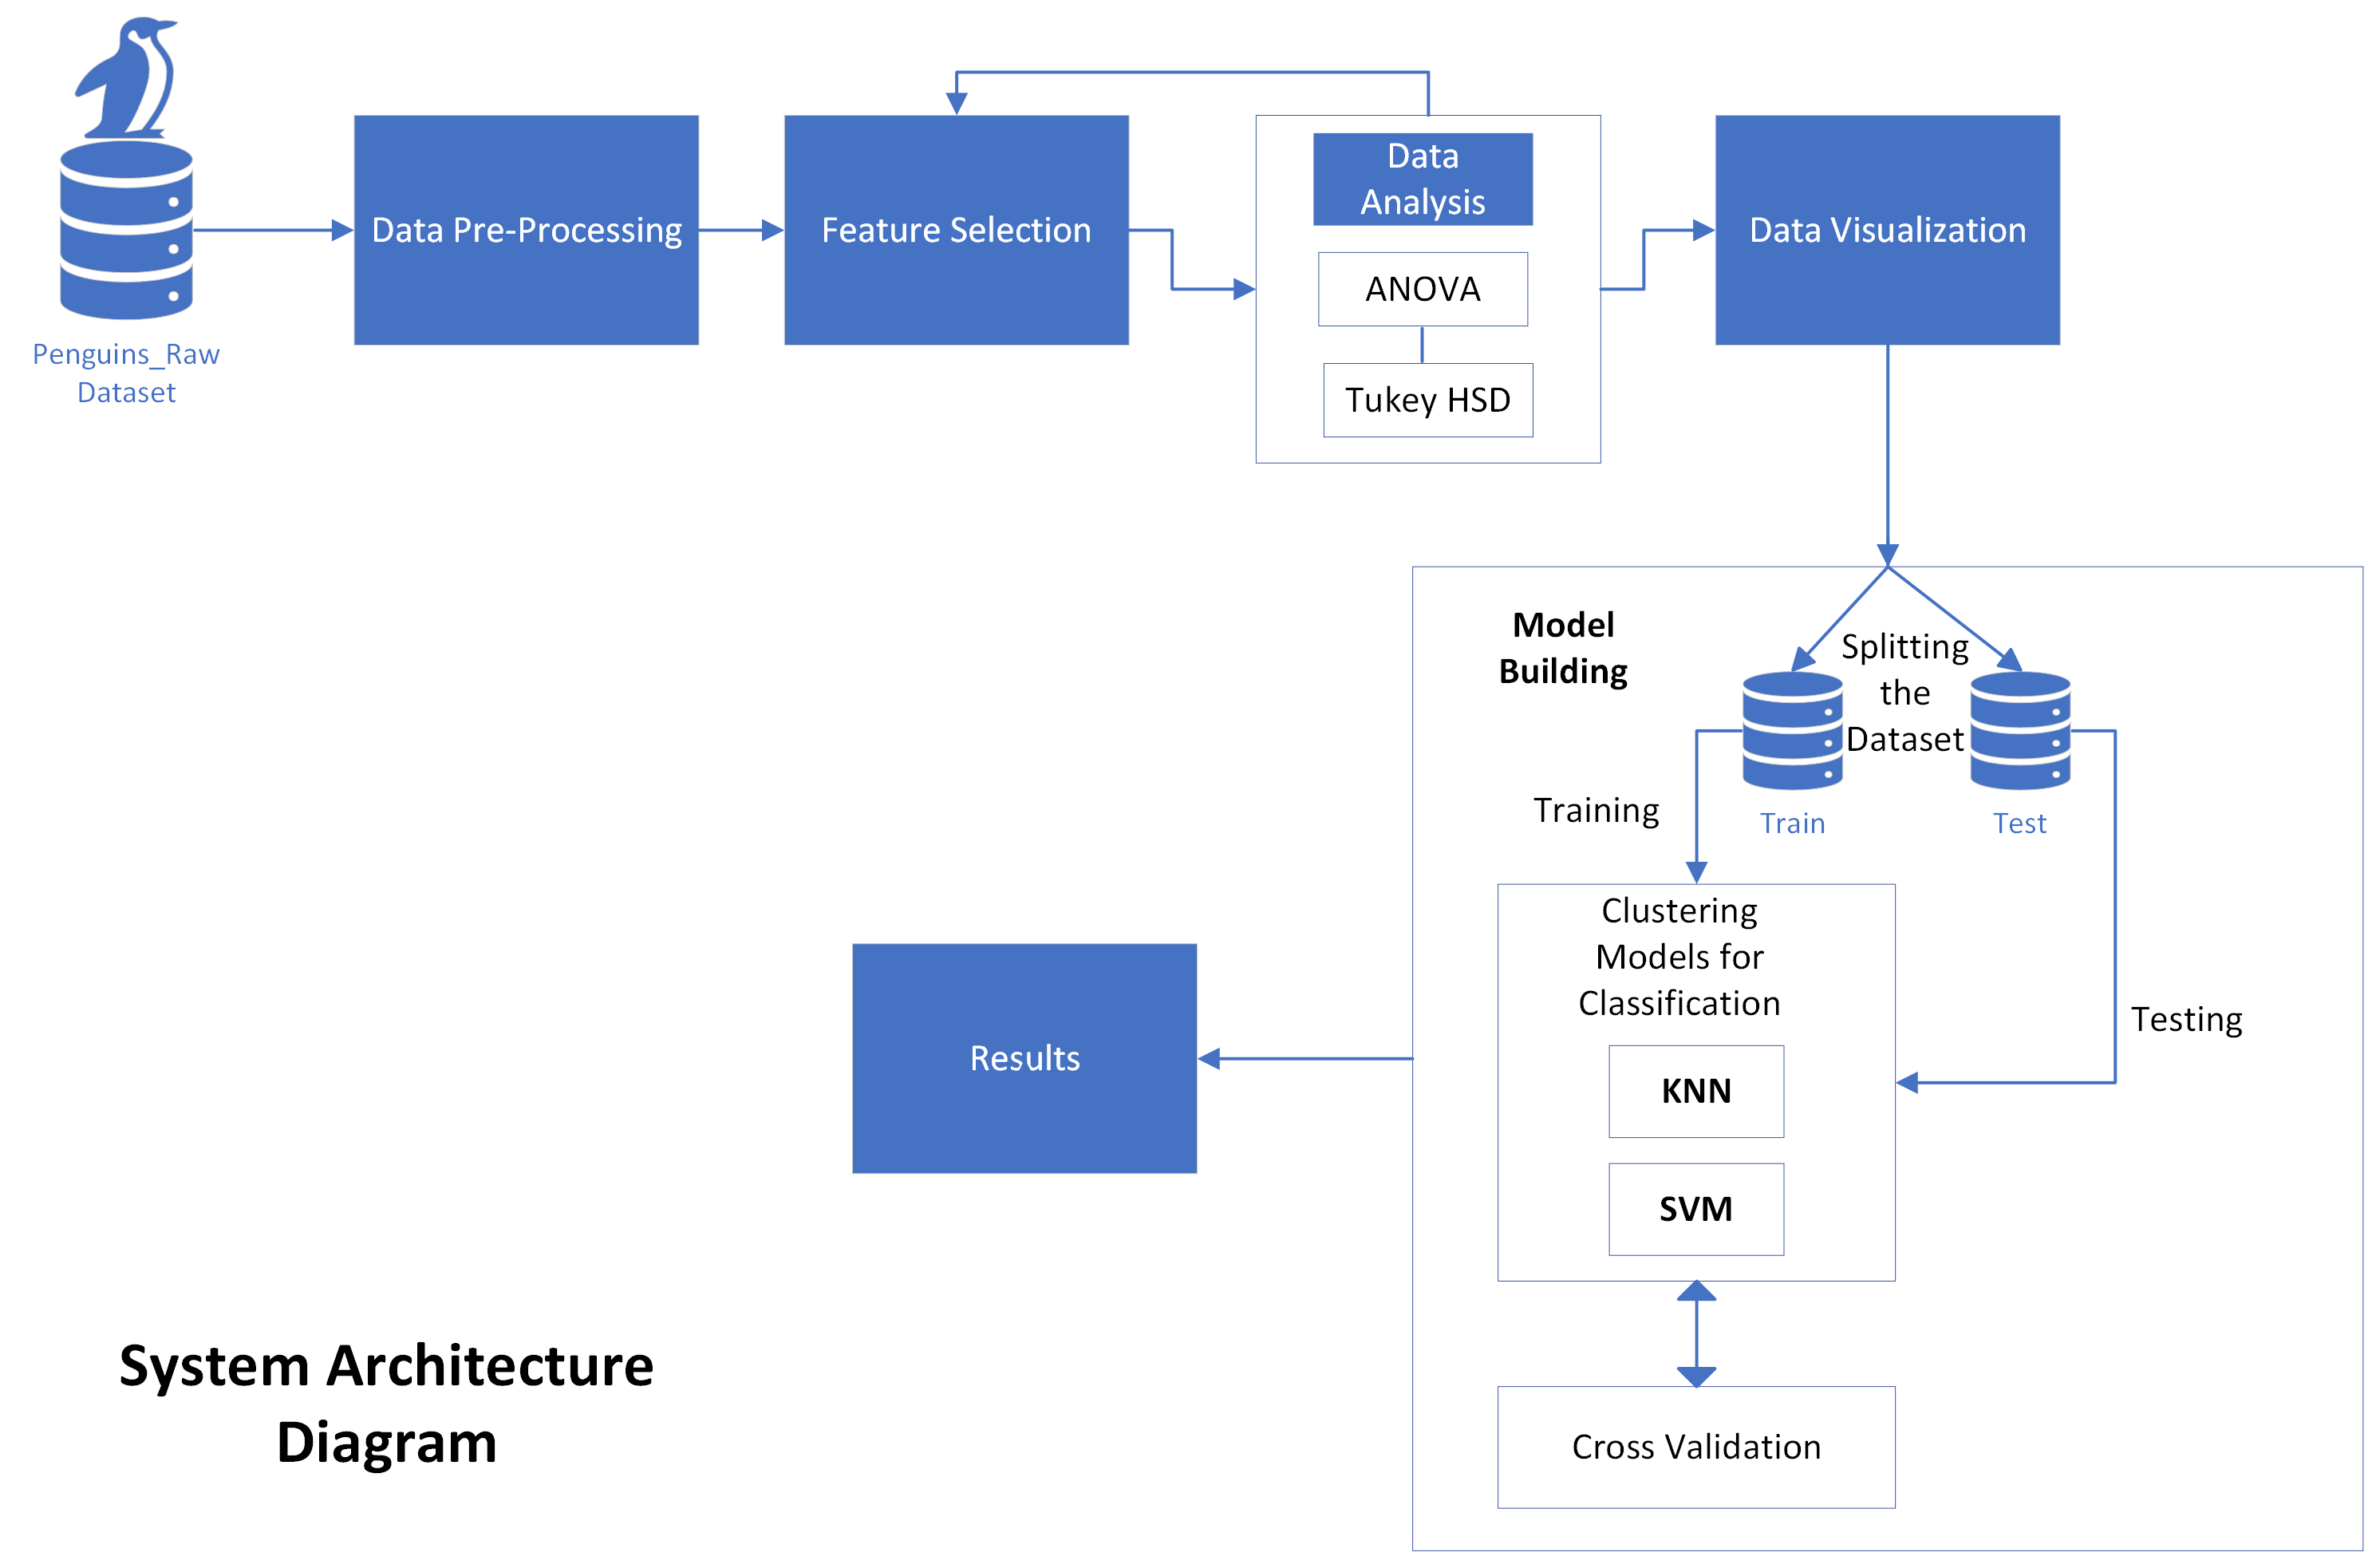 Penguins_Raw
Dataset
Data Pre-Processing
Feature Selection
Data
Analysis
ANOVA
Tukey HSD
Data Visualization
Model
Building
Splitting
the
Dataset
Train
Test
Training
Testing
Clustering
Models for
Classification
KNN
SVM
Cross Validation
Results
System Architecture
Diagram